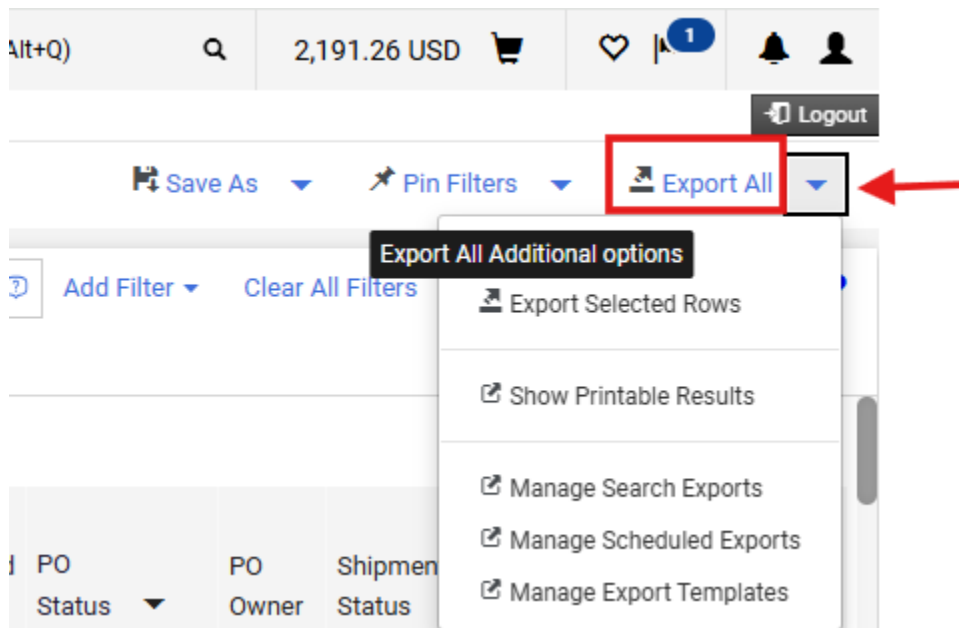 Alt+Q)
2,191.26 USD
1
Logout
Save As
Pin Filters
Export All
Export All Additional options
?
Add Filter
Clear All Filters
Export Selected Rows
Show Printable Results
Manage Search Exports
Manage Scheduled Exports
Manage Export Templates
d
PO
Status
PO
Owner
Shipmen
Status